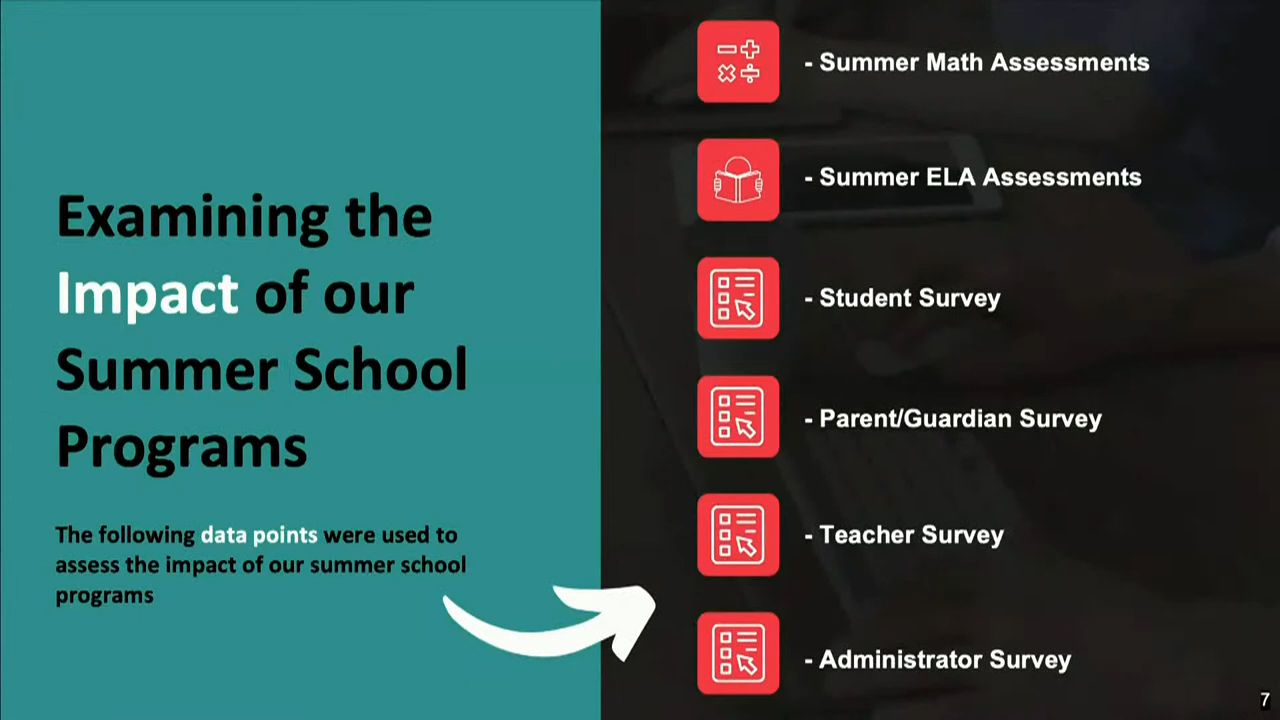 Examining the
Impact of our
Summer School
Programs
The following data points were used to
assess the impact of our summer school
programs
- Summer Math Assessments
- Summer ELA Assessments
- Student Survey
- Parent/Guardian Survey
- Teacher Survey
- Administrator Survey
7